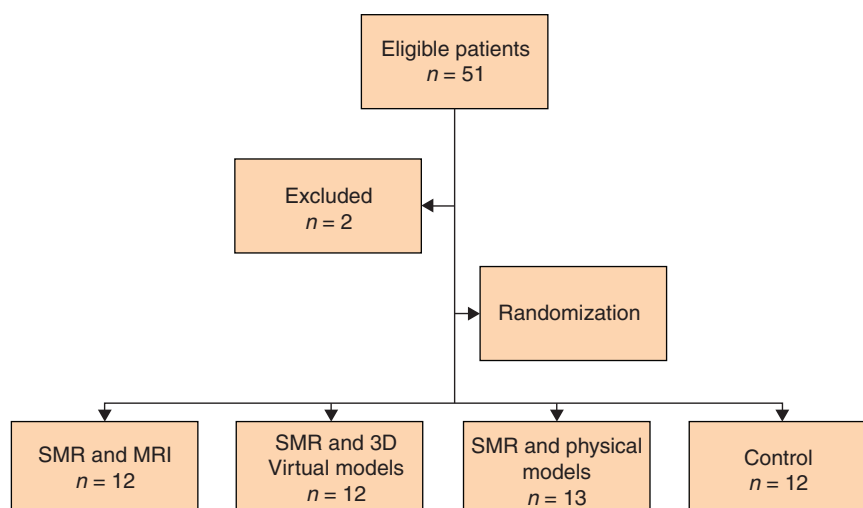 Eligible patients
n = 51
Excluded
n = 2
Randomization
SMR and MRI
n = 12
SMR and 3D
Virtual models
n = 12
SMR and physical
models
n = 13
Control
n = 12